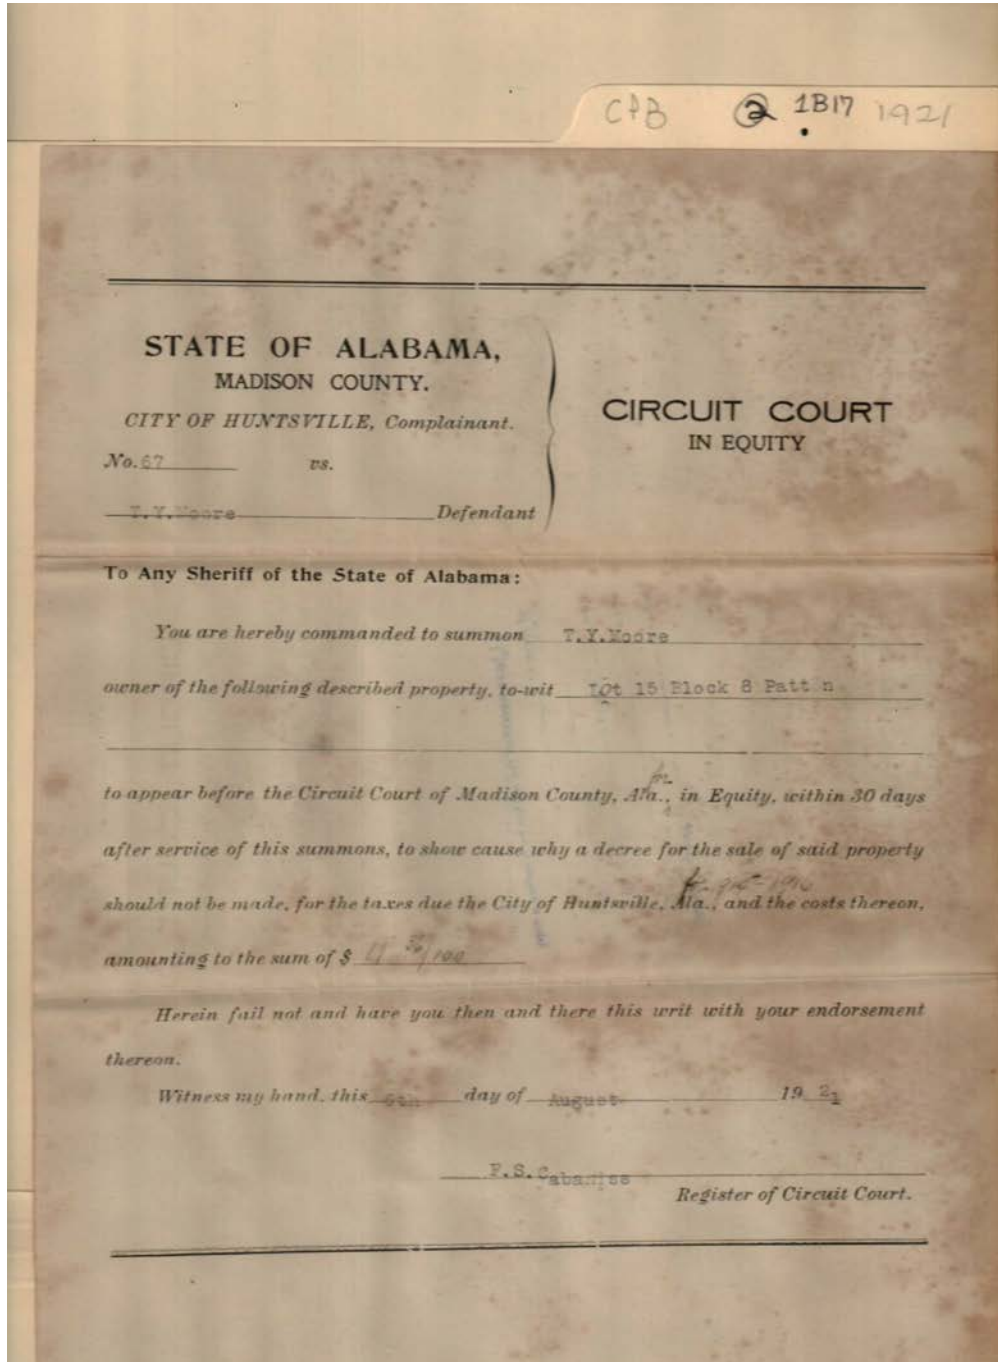 CPB 2 1B17 1921
STATE OF ALABAMA,
MADISON COUNTY.
CITY OF HUNTSVILLE, Complainant.
No. 67 vs.
T.Y.Moore Defendant
CIRCUIT COURT
IN EQUITY
To Any Sheriff of the State of Alabama:
You are hereby commanded to summon T.Y.Moore
owner of the following described property, to-wit Lot 15 Block 8 Patt n
to appear before the Circuit Court of Madison County, Ala., in Equity, within 30 days
after service of this summons, to show cause why a decree for the sale of said property
should not be made, for the taxes due the City of Huntsville, Ala., and the costs thereon,
amounting to the sum of $ /100
Herein fail not and have you then and there this writ with your endorsement
thereon.
Witness my hand, this 6th day of August 19 21
F.S.Cabaniss
Register of Circuit Court.